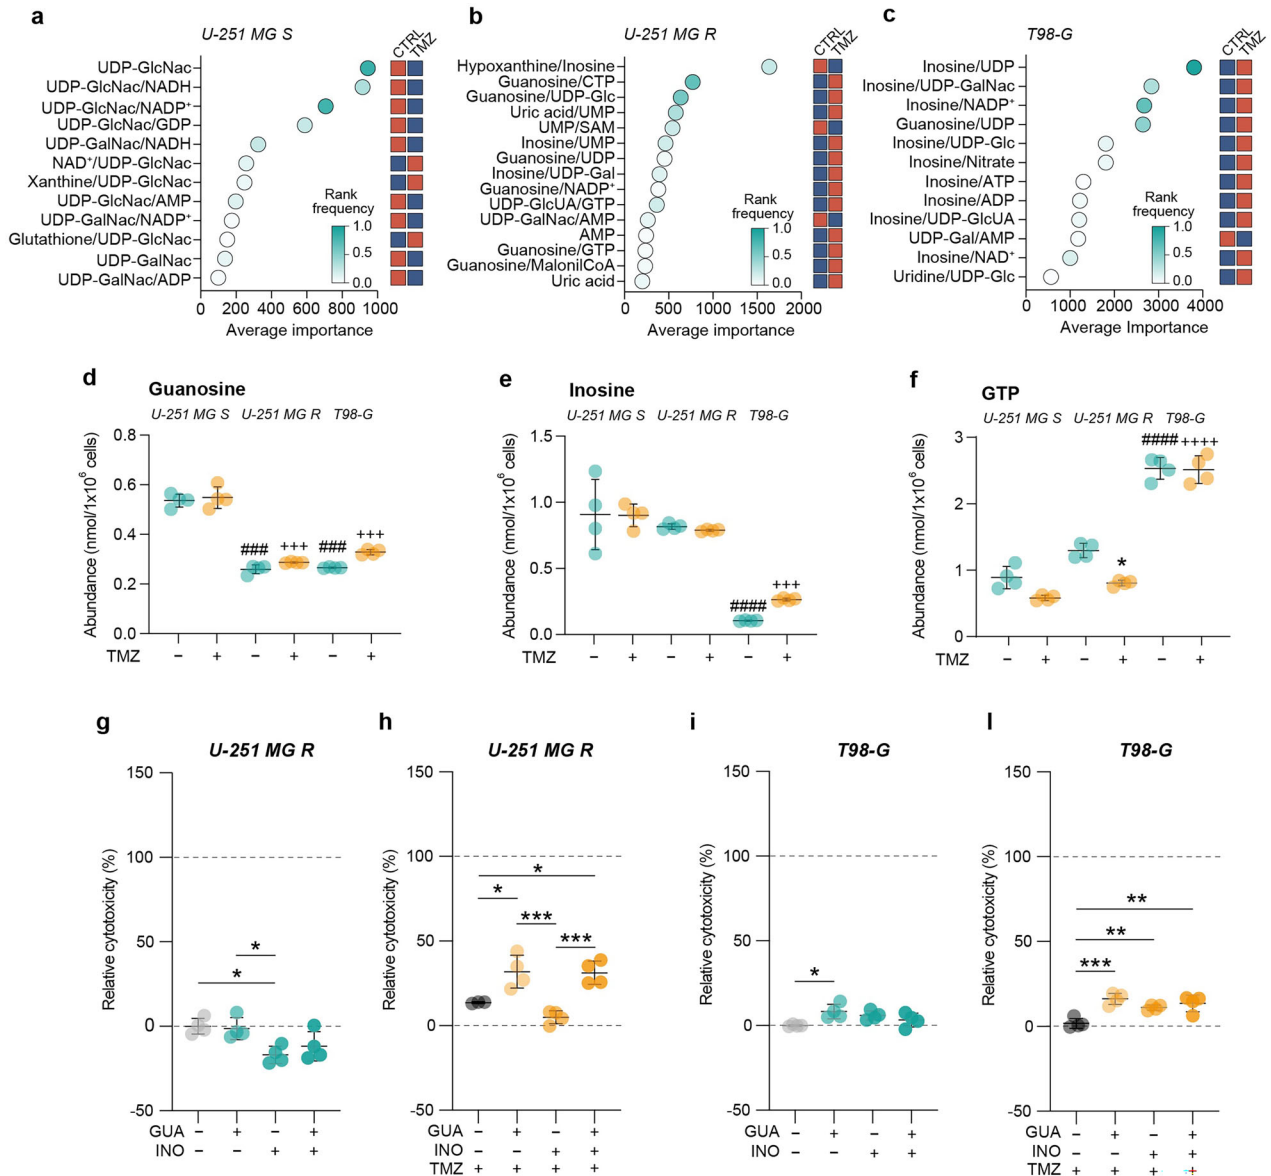 a
U-251 MG S
CTRL
TMZ
UDP-GlcNac
UDP-GlcNac/NADH
UDP-GlcNac/NADP⁺
UDP-GlcNac/GDP
UDP-GalNac/NADH
NAD⁺/UDP-GlcNac
Xanthine/UDP-GlcNac
UDP-GlcNac/AMP
UDP-GalNac/NADP⁺
Glutathione/UDP-GlcNac
UDP-GalNac
UDP-GalNac/ADP
Rank
frequency
1.0
0.5
0.0
0 200 400 600 800 1000
Average importance
b
U-251 MG R
CTRL
TMZ
Hypoxanthine/Inosine
Guanosine/CTP
Guanosine/UDP-Glc
Uric acid/UMP
UMP/SAM
Inosine/UMP
Guanosine/UDP
Inosine/UDP-Gal
Guanosine/NADP⁺
UDP-GlcUA/GTP
UDP-GalNac/AMP
AMP
Guanosine/GTP
Guanosine/MalonilCoA
Uric acid
Rank
frequency
1.0
0.5
0.0
0 500 1000 1500 2000
Average importance
c
T98-G
CTRL
TMZ
Inosine/UDP
Inosine/UDP-GalNac
Inosine/NADP⁺
Guanosine/UDP
Inosine/UDP-Glc
Inosine/Nitrate
Inosine/ATP
Inosine/ADP
Inosine/UDP-GlcUA
UDP-Gal/AMP
Inosine/NAD⁺
Uridine/UDP-Glc
Rank
frequency
1.0
0.5
0.0
0 1000 2000 3000 4000
Average Importance
d
Guanosine
U-251 MG S U-251 MG R T98-G
Abundance (nmol/1x10⁶ cells)
0.8
0.6
0.4
0.2
0.0
### +++ ### +++
TMZ − + − + − +
e
Inosine
U-251 MG S U-251 MG R T98-G
Abundance (nmol/1x10⁶ cells)
1.5
1.0
0.5
0.0
#### +++
TMZ − + − + − +
f
GTP
U-251 MG S U-251 MG R T98-G
Abundance (nmol/1x10⁶ cells)
3
2
1
0
* #### ++++
TMZ − + − + − +
g
U-251 MG R
Relative cytotoxicity (%)
150
100
50
0
-50
*
*
GUA − + − +
INO − − + +
h
U-251 MG R
Relative cytotoxicity (%)
150
100
50
0
-50
*
*
***
***
GUA − + − +
INO − − + +
TMZ + + + +
i
T98-G
Relative cytotoxicity (%)
150
100
50
0
-50
*
GUA − + − +
INO − − + +
l
T98-G
Relative cytotoxicity (%)
150
100
50
0
-50
**
**
***
GUA − + − +
INO − − + +
TMZ + + + +